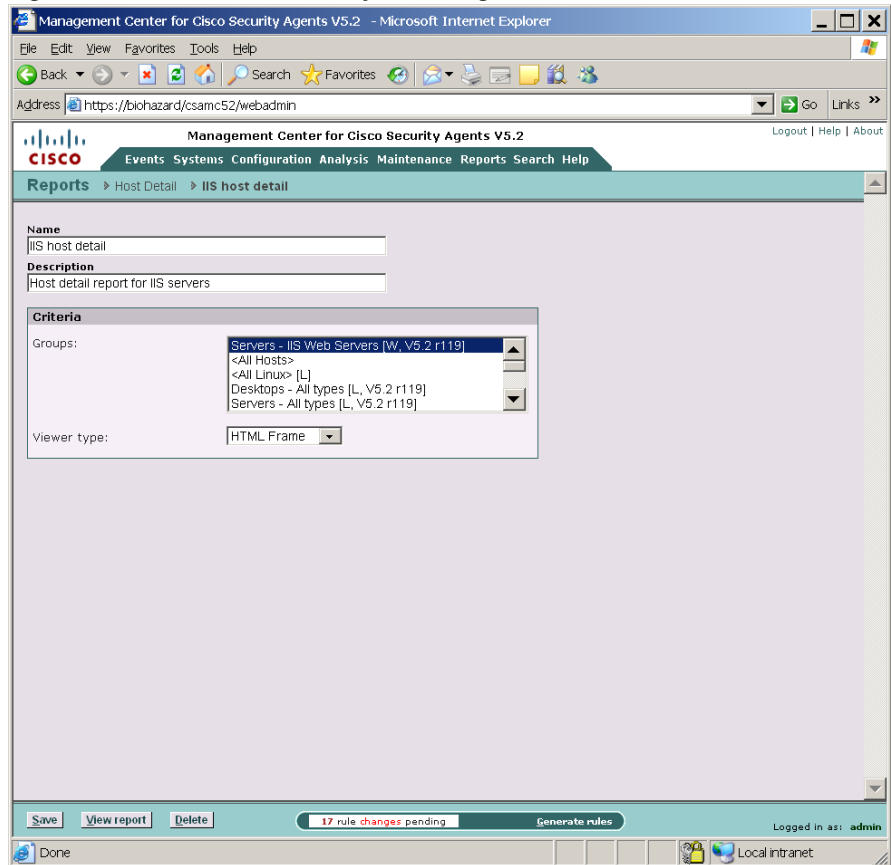 Management Center for Cisco Security Agents V5.2 - Microsoft Internet Explorer
File Edit View Favorites Tools Help
Back Search Favorites
Address https://biohazard/csamc52/webadmin Go Links »
Management Center for Cisco Security Agents V5.2 Logout | Help | About
CISCO Events Systems Configuration Analysis Maintenance Reports Search Help
Reports Host Detail IIS host detail
Name
IIS host detail
Description
Host detail report for IIS servers
Criteria
Groups: Servers - IIS Web Servers [W, V5.2 r119]
<All Hosts>
<All Linux> [L]
Desktops - All types [L, V5.2 r119]
Servers - All types [L, V5.2 r119]
Viewer type: HTML Frame
Save View report Delete 17 rule changes pending Generate rules Logged in as: admin
Done Local intranet